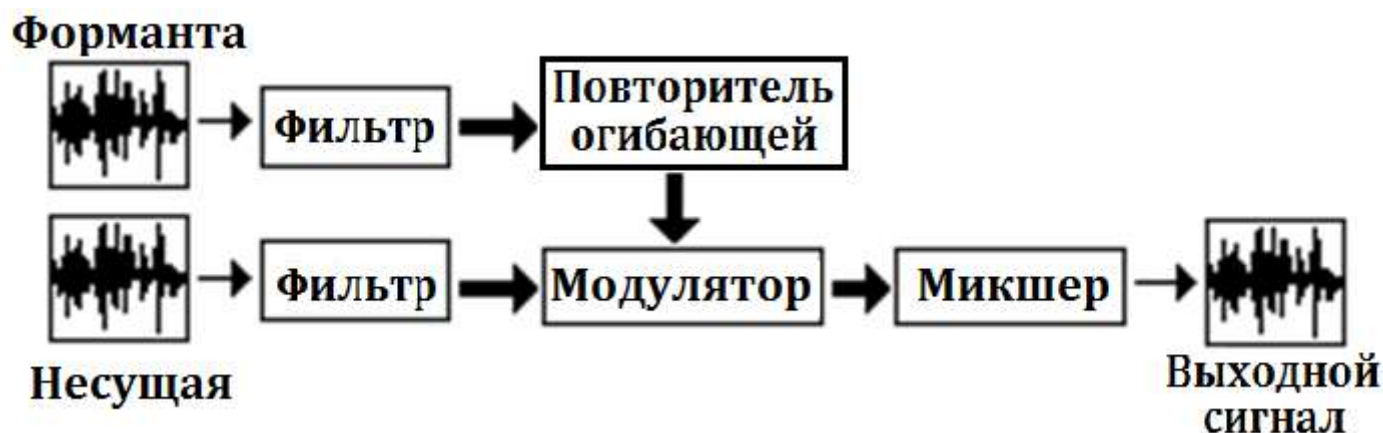 Форманта
Фильтр
Повторитель
огибающей
Фильтр
Модулятор
Микшер
Несущая
Выходной
сигнал